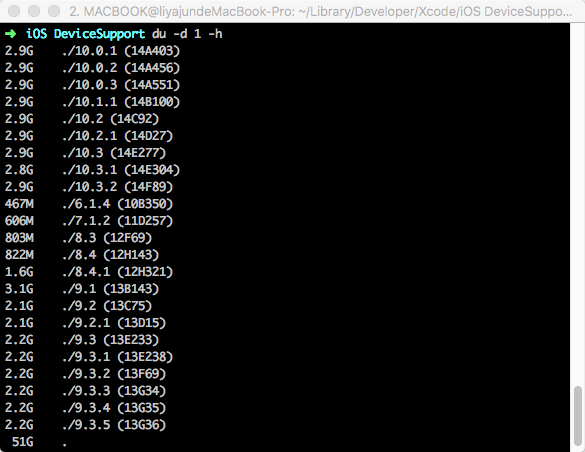 2. MACBOOK@liyajundeMacBook-Pro: ~/Library/Developer/Xcode/iOS DeviceSuppo...
➜ iOS DeviceSupport du -d 1 -h
2.9G ./10.0.1 (14A403)
2.9G ./10.0.2 (14A456)
2.9G ./10.0.3 (14A551)
2.9G ./10.1.1 (14B100)
2.9G ./10.2 (14C92)
2.9G ./10.2.1 (14D27)
2.9G ./10.3 (14E277)
2.8G ./10.3.1 (14E304)
2.9G ./10.3.2 (14F89)
467M ./6.1.4 (10B350)
606M ./7.1.2 (11D257)
803M ./8.3 (12F69)
822M ./8.4 (12H143)
1.6G ./8.4.1 (12H321)
3.1G ./9.1 (13B143)
2.1G ./9.2 (13C75)
2.1G ./9.2.1 (13D15)
2.2G ./9.3 (13E233)
2.2G ./9.3.1 (13E238)
2.2G ./9.3.2 (13F69)
2.2G ./9.3.3 (13G34)
2.2G ./9.3.4 (13G35)
2.2G ./9.3.5 (13G36)
51G .